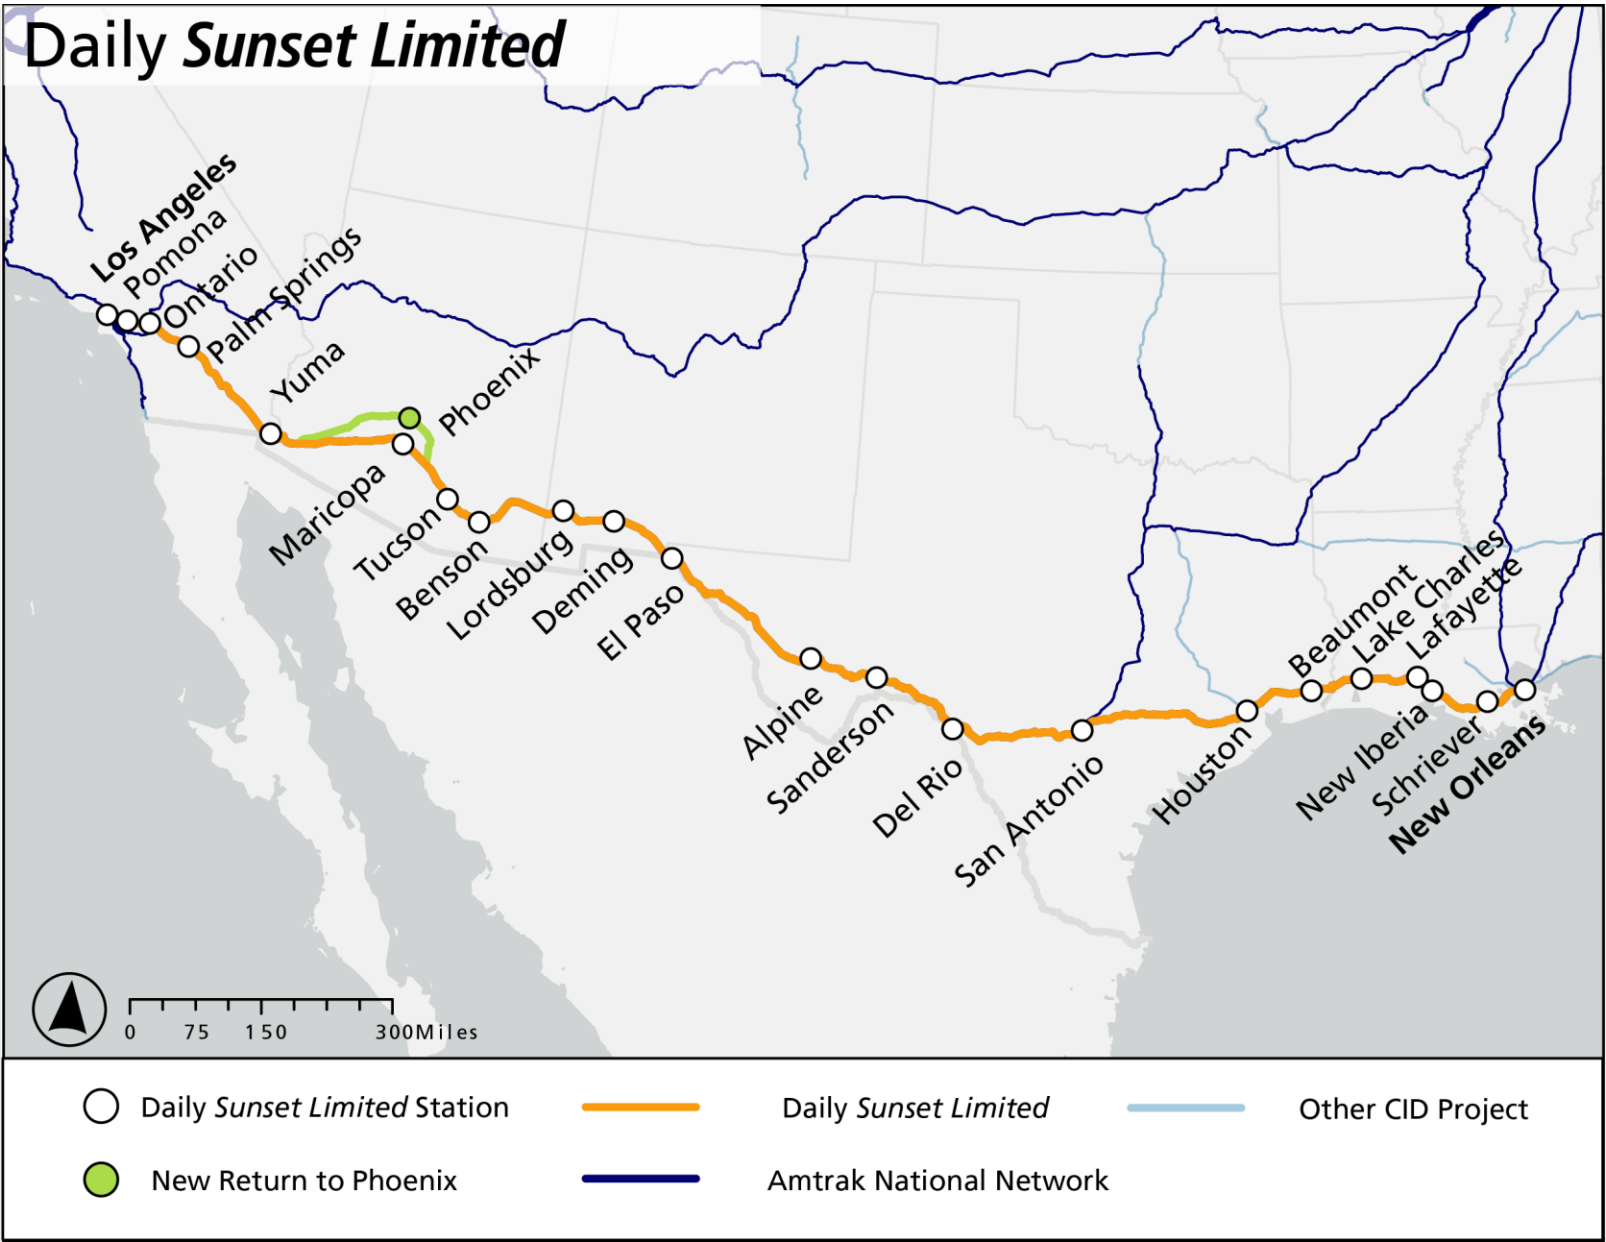 Daily Sunset Limited
Los Angeles
Pomona
Ontario
Palm Springs
Yuma
Phoenix
Maricopa
Tucson
Benson
Lordsburg
Deming
El Paso
Alpine
Sanderson
Del Rio
San Antonio
Houston
Beaumont
Lake Charles
Lafayette
New Iberia
Schriever
New Orleans
0 75 150 300Miles
Daily Sunset Limited Station
Daily Sunset Limited
Other CID Project
New Return to Phoenix
Amtrak National Network